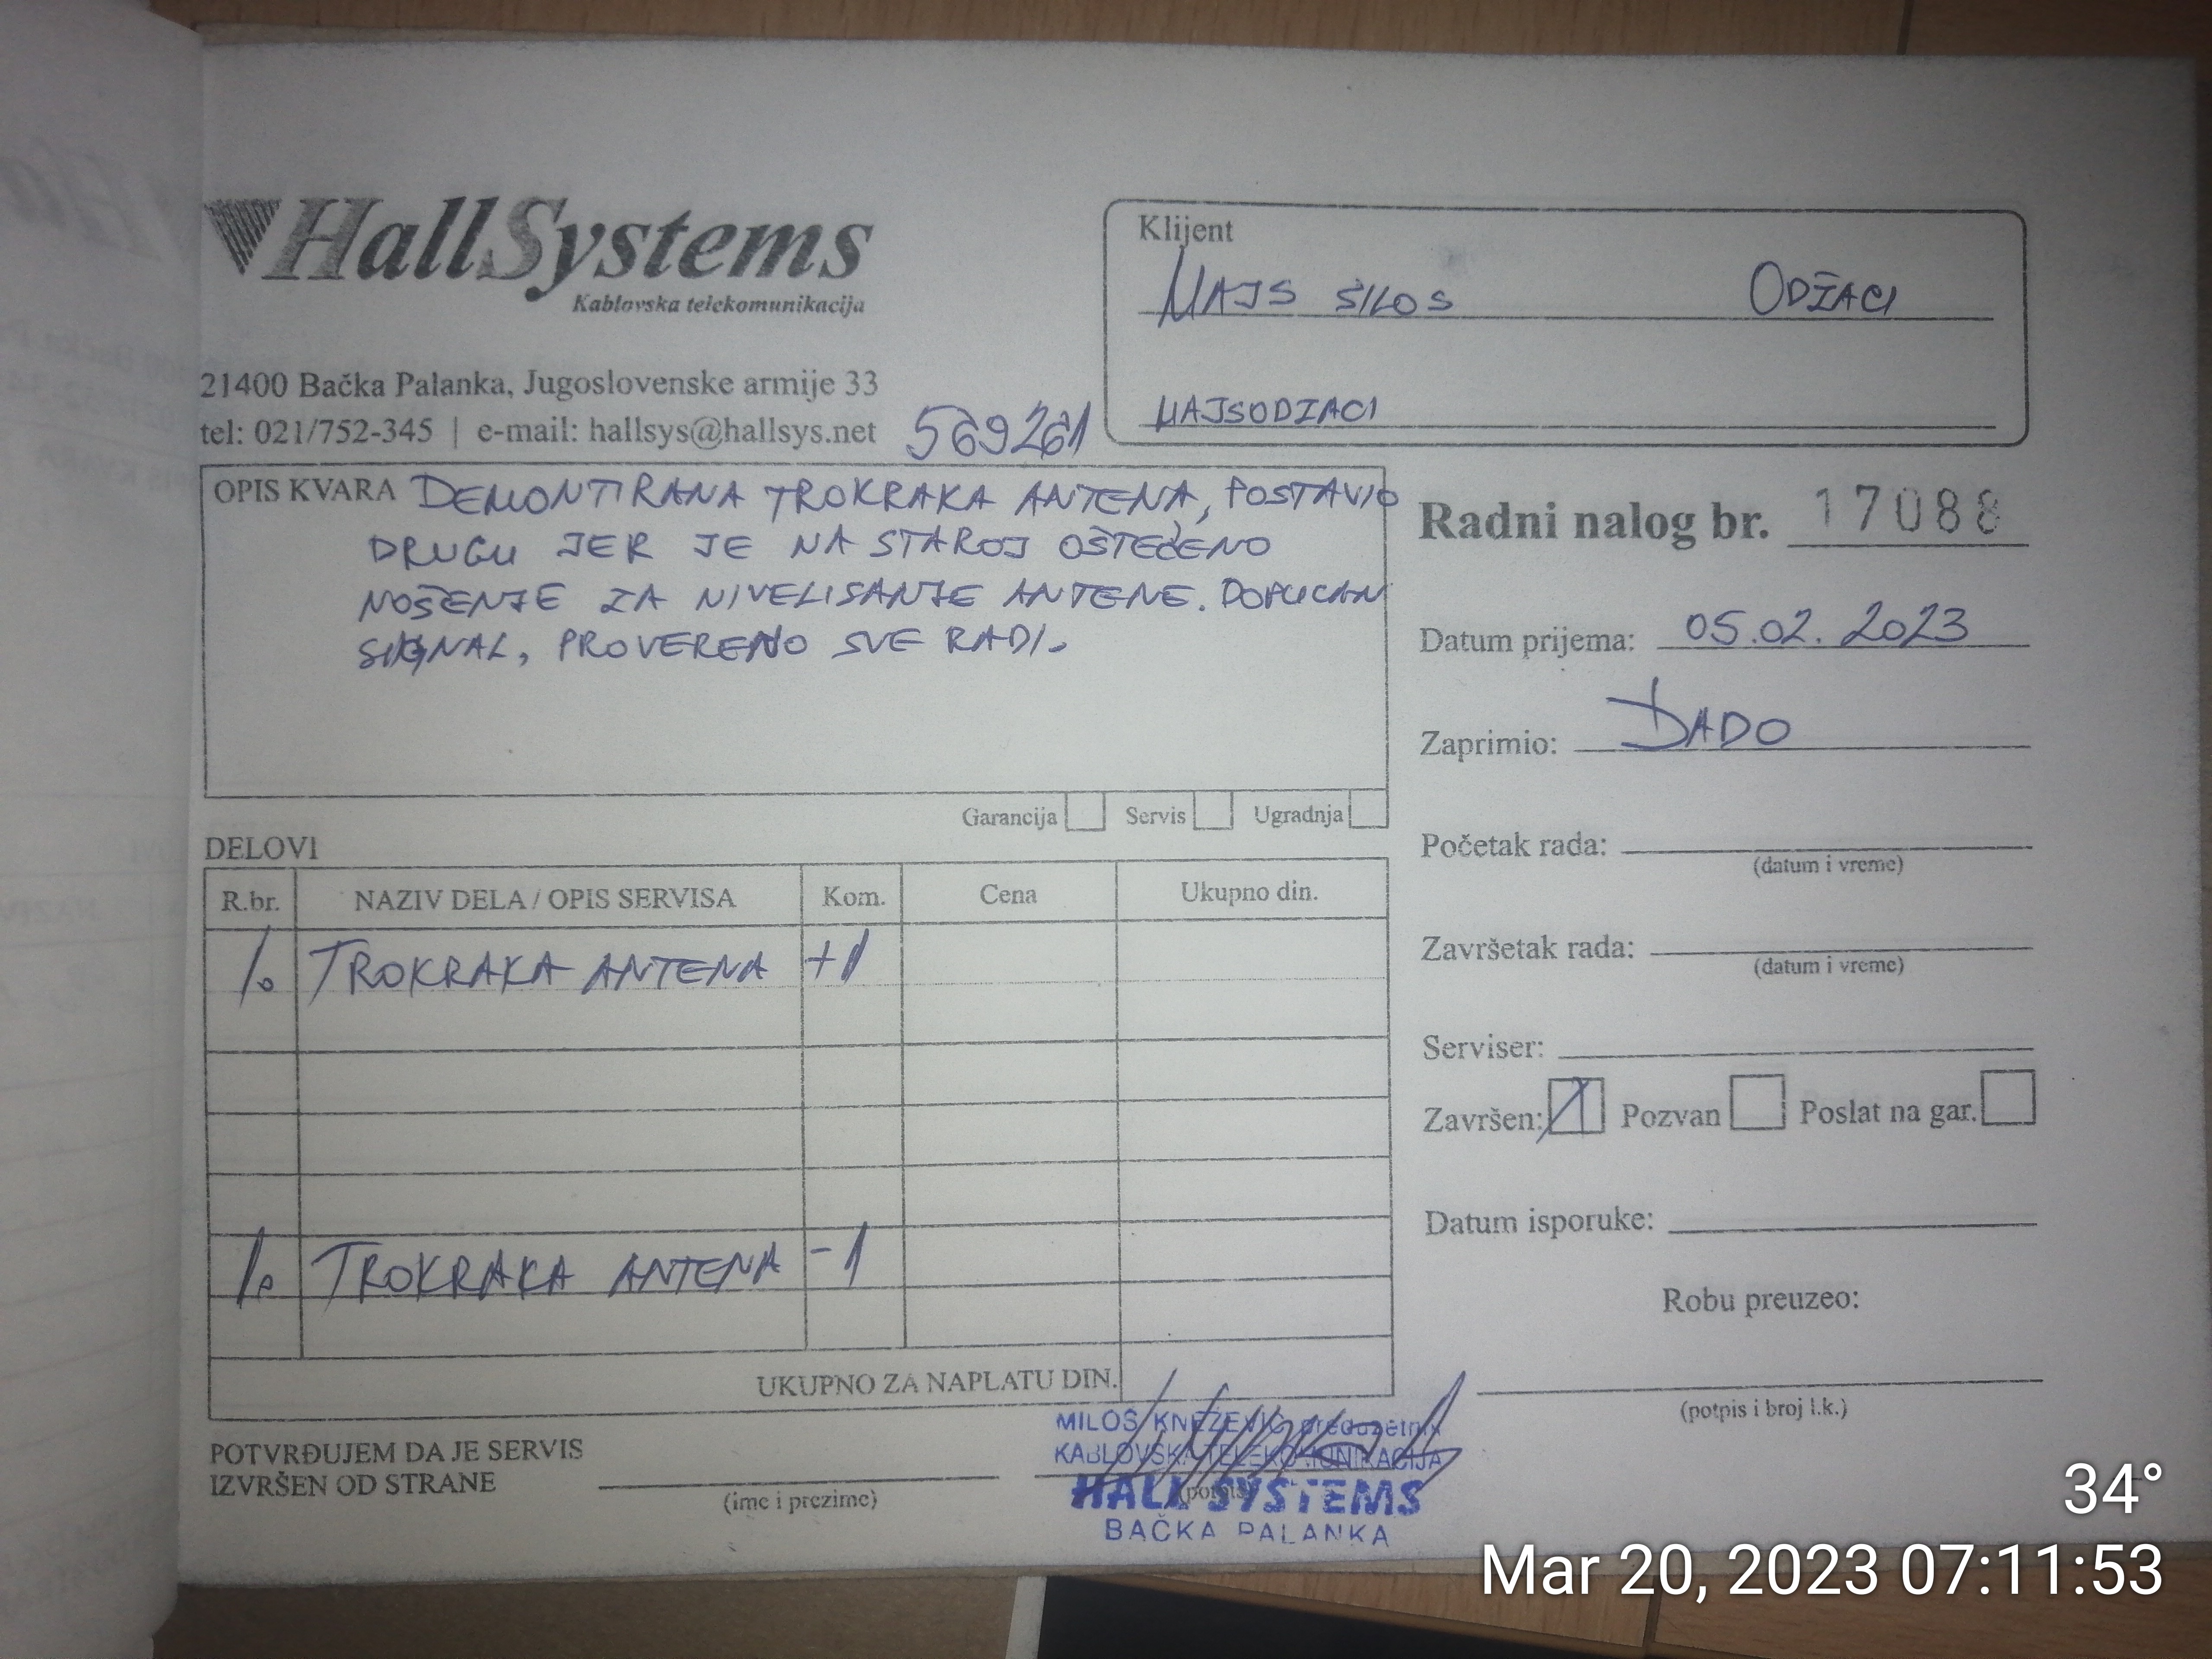 HallSystems
Kablovska telekomunikacija
21400 Bačka Palanka, Jugoslovenske armije 33
tel: 021/752-345 | e-mail: hallsys@hallsys.net
569261
Klijent
MAJS SILOS ODŽACI
MAJSODZACI
OPIS KVARA DEMONTIRANA TROKRAKA ANTENA, POSTAVIO
DRUGU JER JE NA STAROJ OŠTEĆENO
NOŠENJE ZA NIVELISANJE ANTENE.
SIGNAL, PROVERENO SVE RADI.
Garancija Servis Ugradnja
Radni nalog br. 17088
Datum prijema: 05.02.2023
Zaprimio: DADO
Početak rada:
(datum i vreme)
Završetak rada:
(datum i vreme)
Serviser:
Završen: Pozvan Poslat na gar.
Datum isporuke:
Robu preuzeo:
(potpis i broj l.k.)
DELOVI
R.br. NAZIV DELA / OPIS SERVISA Kom. Cena Ukupno din.
1. TROKRAKA ANTENA +1
1. TROKRAKA ANTENA -1
UKUPNO ZA NAPLATU DIN.
POTVRĐUJEM DA JE SERVIS
IZVRŠEN OD STRANE
(ime i prezime)
(potpis)
MILOŠ KNEŽEVIĆ preduzetnik
KABLOVSKA TELEKOMUNIKACIJA
HALL SYSTEMS
BAČKA PALANKA
34°
Mar 20, 2023 07:11:53